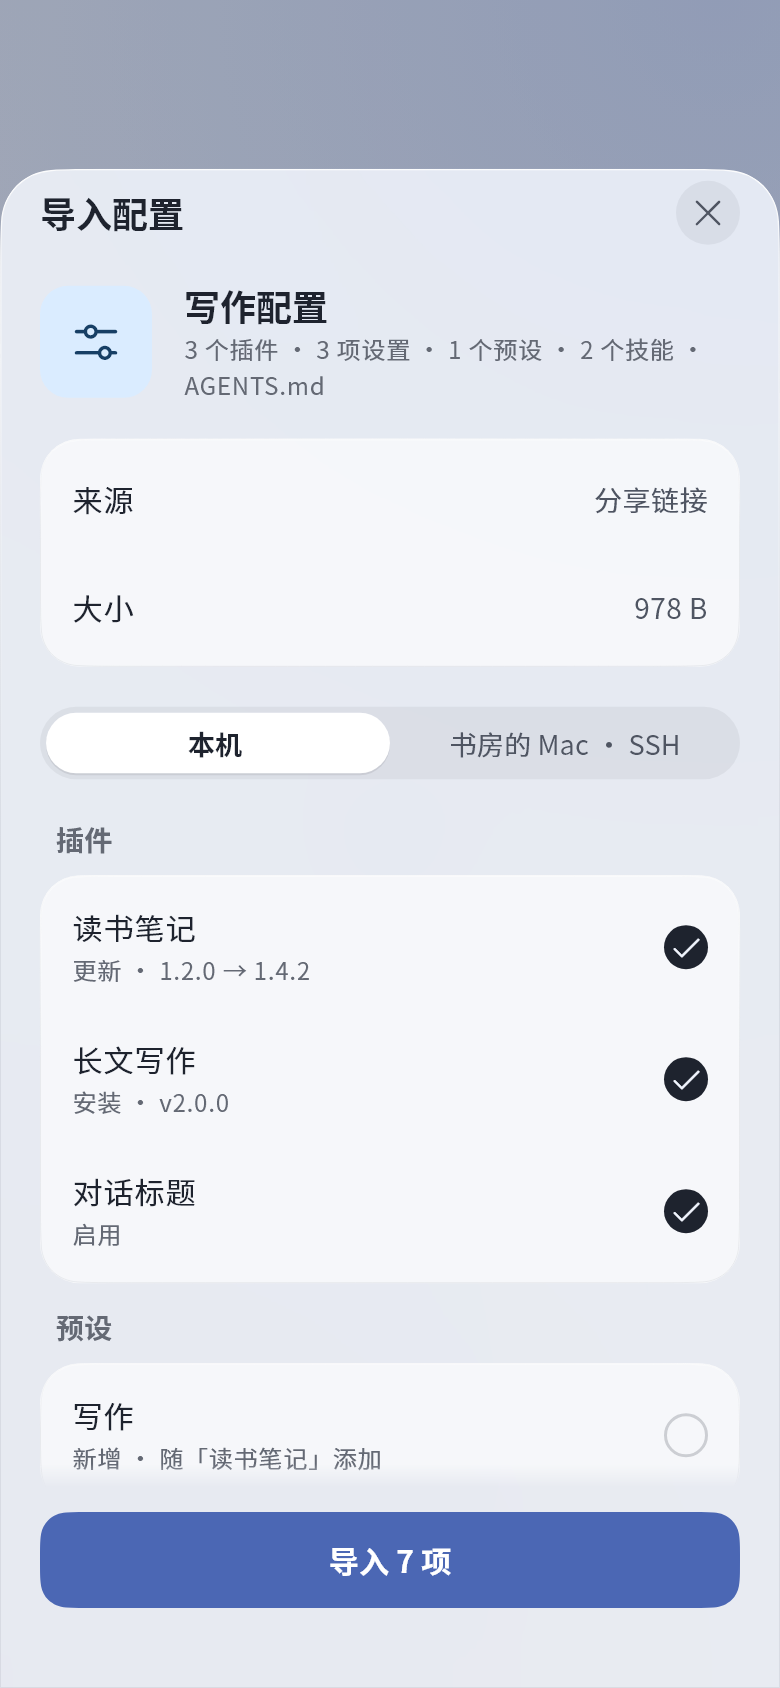 导入配置
写作配置
3 个插件 • 3 项设置 • 1 个预设 • 2 个技能 •
AGENTS.md
来源 分享链接
大小 978 B
本机 书房的 Mac • SSH
插件
读书笔记
更新 • 1.2.0 → 1.4.2
长文写作
安装 • v2.0.0
对话标题
启用
预设
写作
新增 • 随「读书笔记」添加
导入 7 项